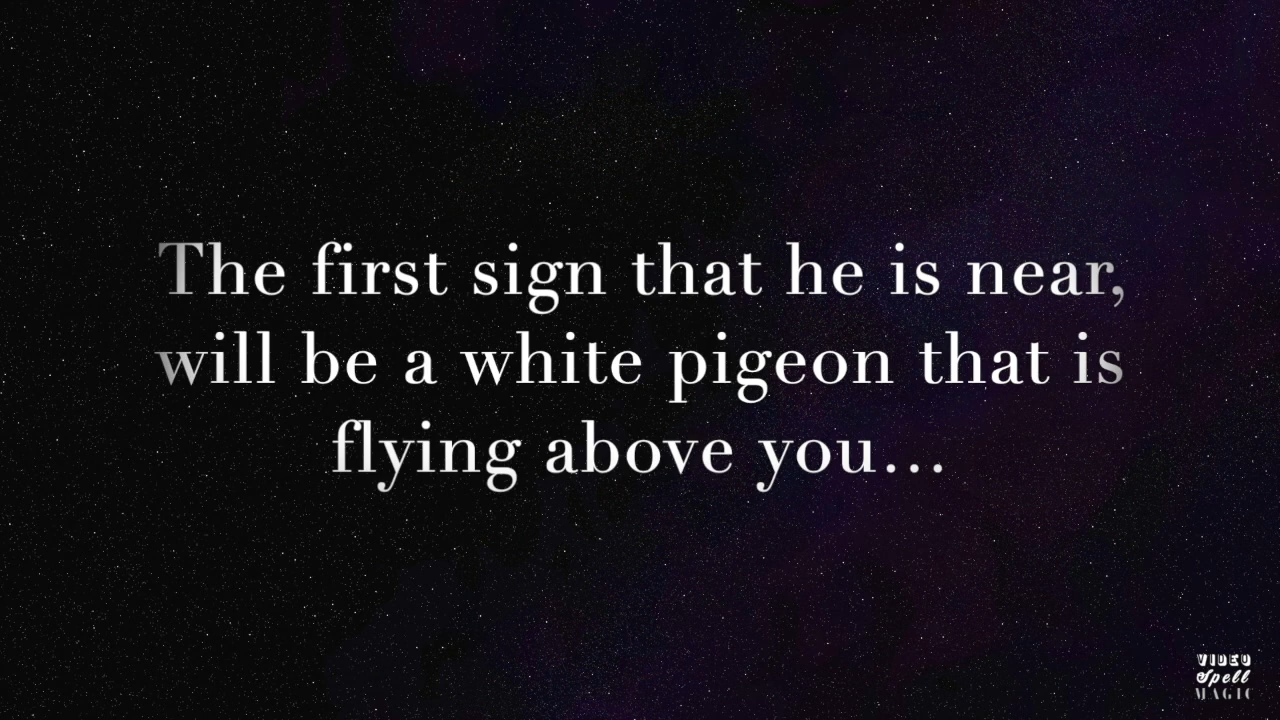 The first sign that he is near,
will be a white pigeon that is
flying above you...
VIDEO
Spell
MAGIC